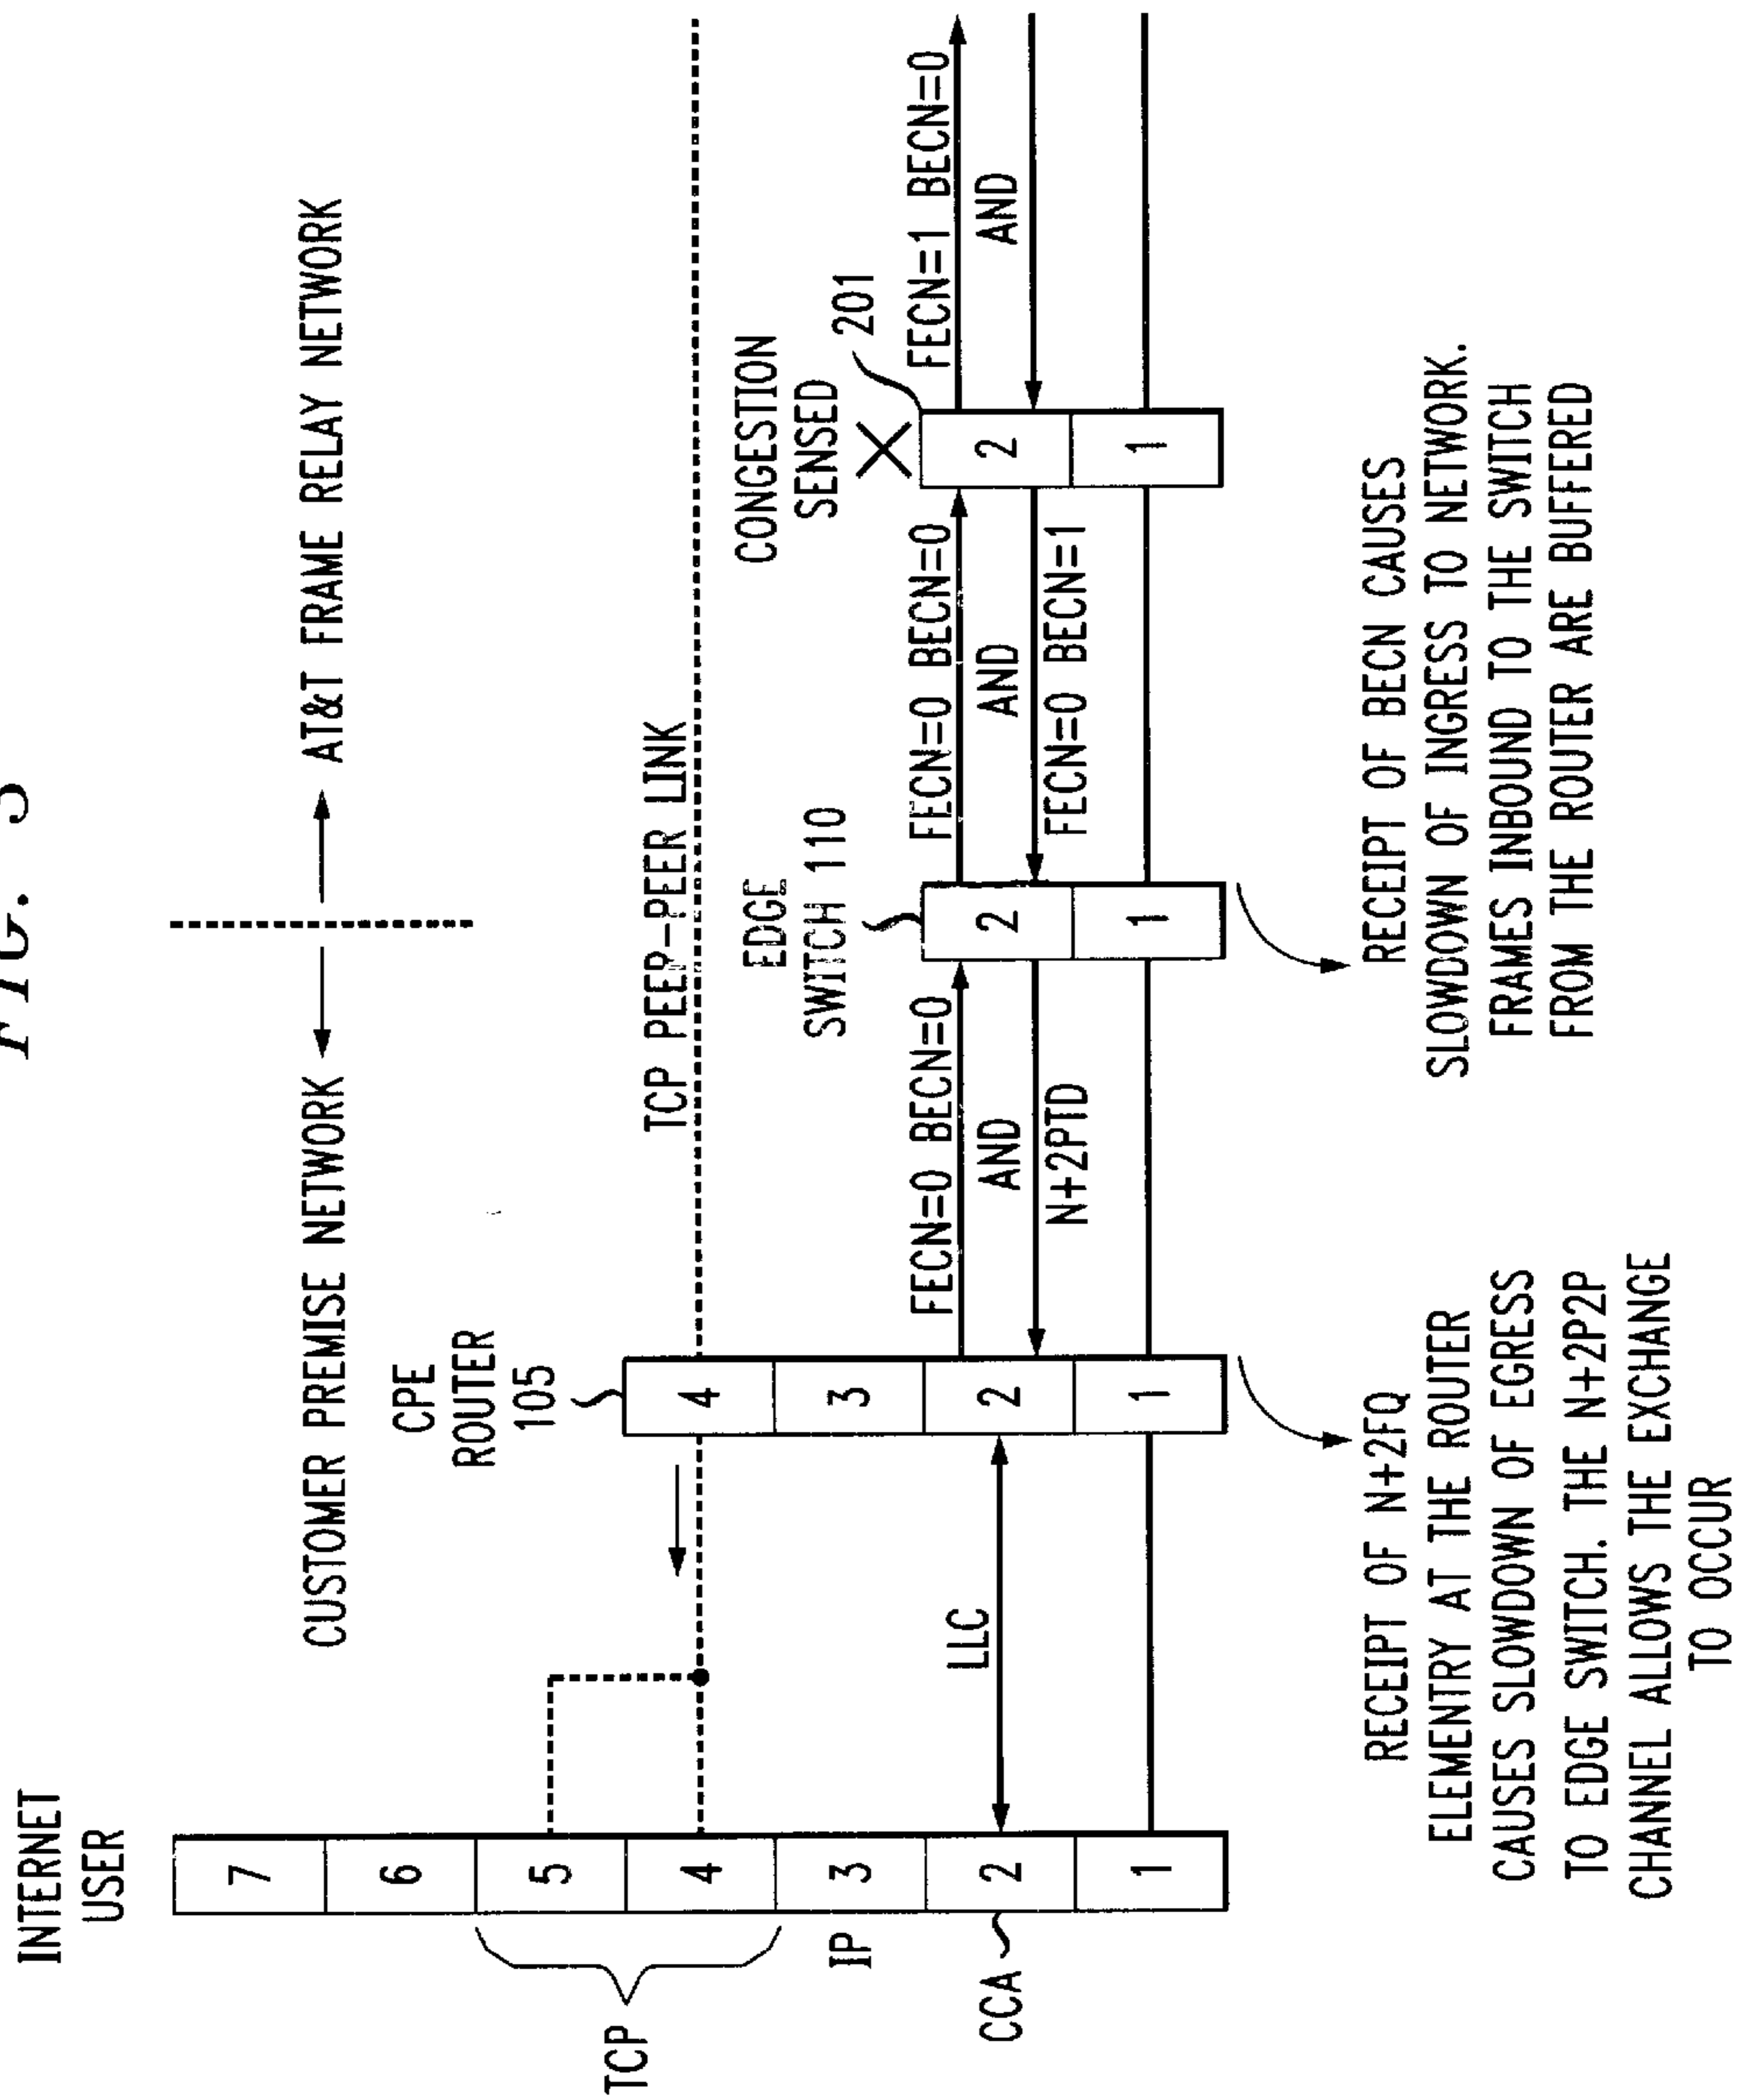 FIG. 3
CUSTOMER PREMISE NETWORK
AT&T FRAME RELAY NETWORK
INTERNET
USER
7
6
5
4
3
2
1
TCP
IP
CCA
LLC
CPE
ROUTER
105
4
3
2
1
TCP PEEP-PEER LINK
FECN=0 BECN=0
AND
N+2PTD
EDGE
SWITCH 110
2
1
FECN=0 BECN=0
AND
FECN=0 BECN=1
CONGESTION
SENSED
201
2
1
FECN=1 BECN=0
AND
RECEIPT OF N+2FQ
ELEMENTRY AT THE ROUTER
CAUSES SLOWDOWN OF EGRESS
TO EDGE SWITCH. THE N+2P2P
CHANNEL ALLOWS THE EXCHANGE
TO OCCUR
RECEIPT OF BECN CAUSES
SLOWDOWN OF INGRESS TO NETWORK.
FRAMES INBOUND TO THE SWITCH
FROM THE ROUTER ARE BUFFERED